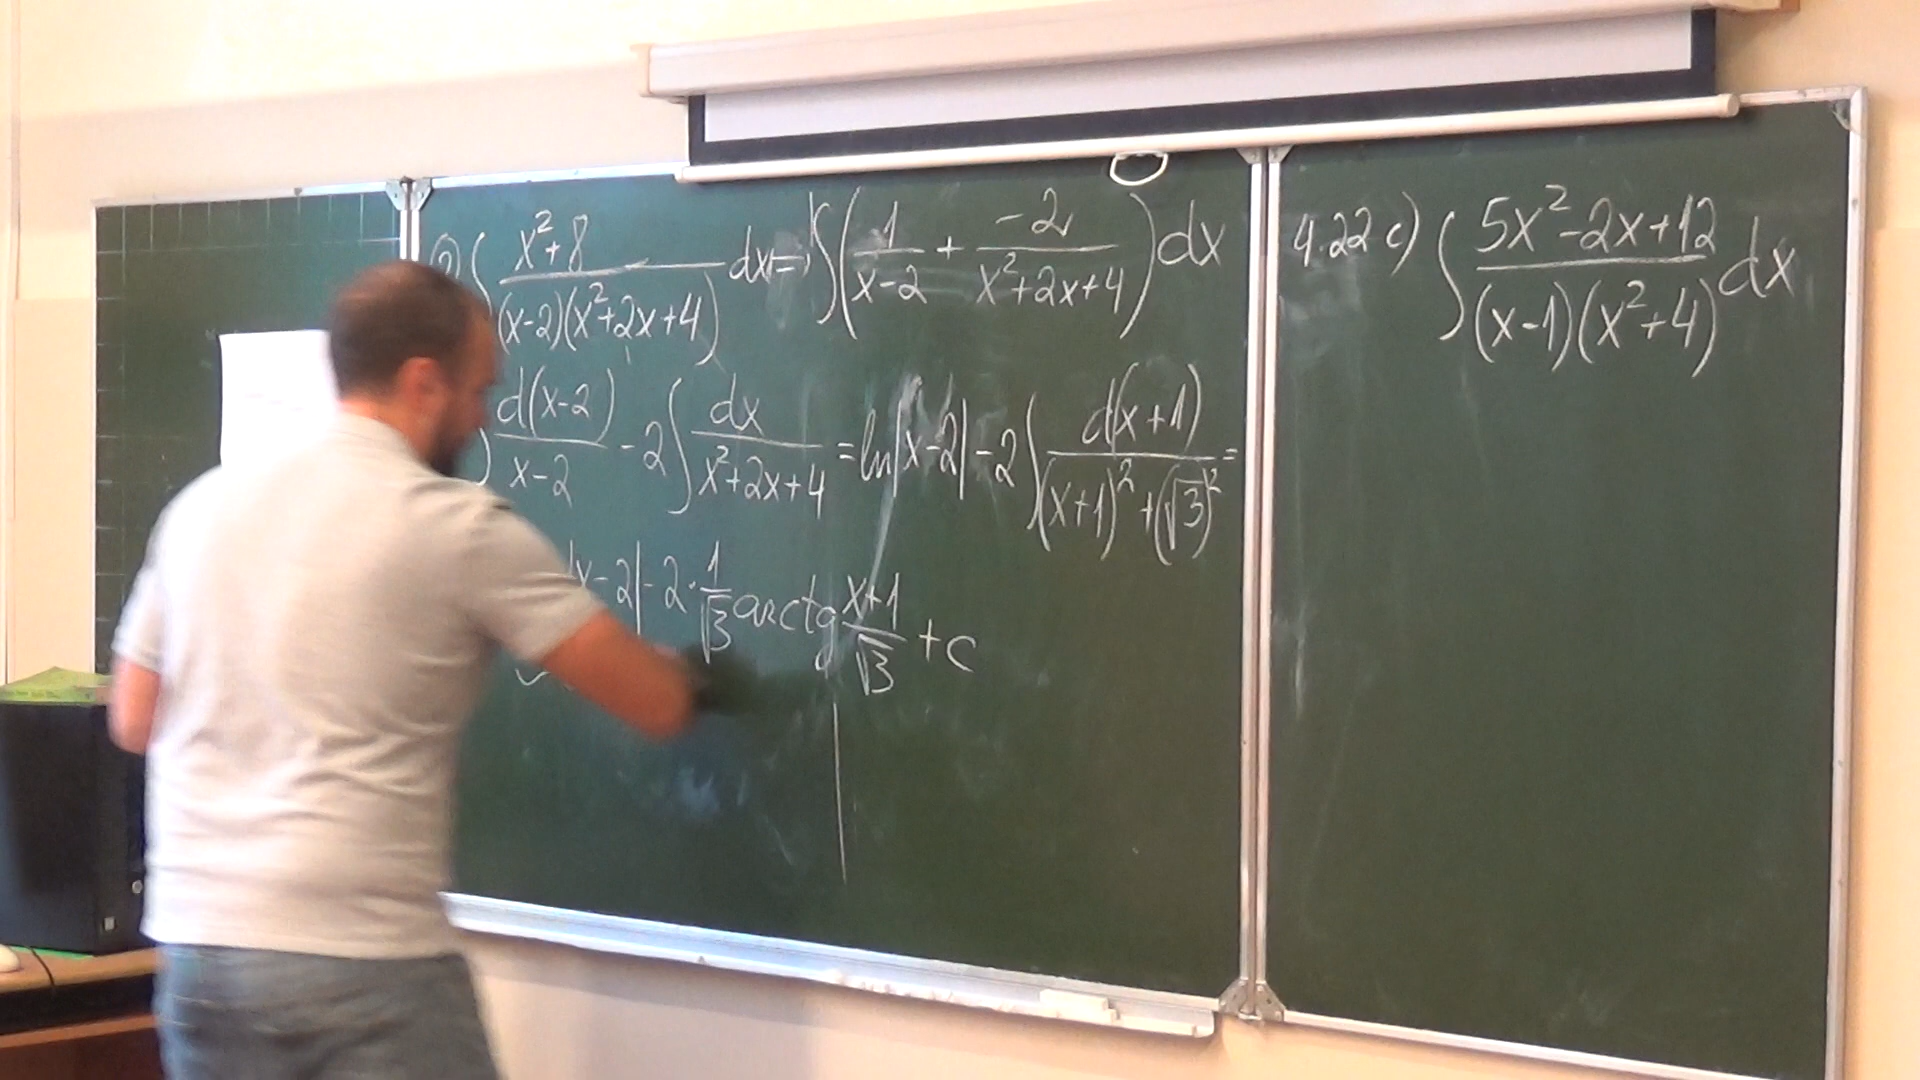 ∫ (x²+8)/((x-2)(x²+2x+4)) dx = ∫(1/(x-2) + (-2)/(x²+2x+4))dx
∫ d(x-2)/(x-2) - 2∫ dx/(x²+2x+4) = ln|x-2| - 2∫ d(x+1)/((x+1)²+(√3)²) =
x-2| - 2·1/√3 arctg (x+1)/√3 + c
4.22 c) ∫ (5x²-2x+12)/((x-1)(x²+4)) dx